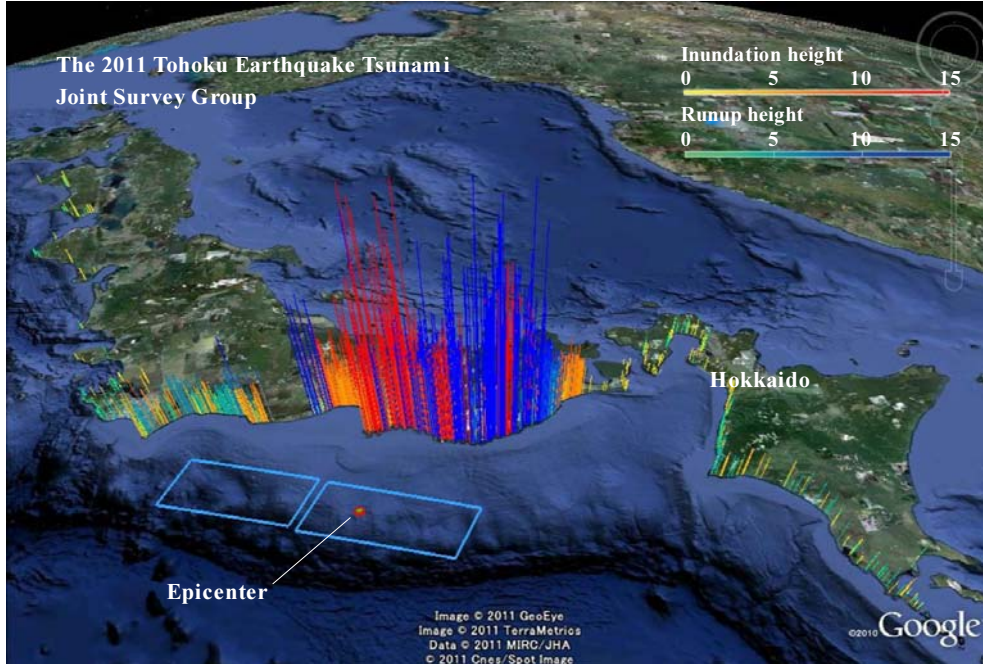 The 2011 Tohoku Earthquake Tsunami
Joint Survey Group
Inundation height
0 5 10 15
Runup height
0 5 10 15
Hokkaido
Epicenter
Image © 2011 GeoEye
Image © 2011 TerraMetrics
Data © 2011 MIRC/JHA
© 2011 Cnes/Spot Image
©2010 Google